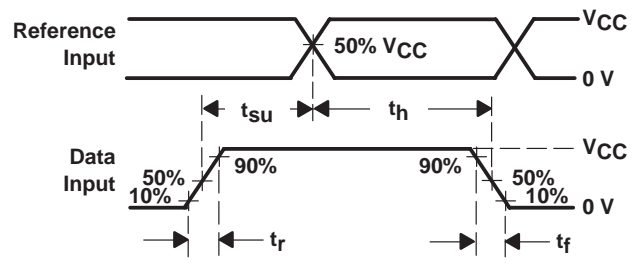 Reference
Input
VCC
50% VCC
0 V
tsu
th
Data
Input
VCC
90%
90%
50%
50%
10%
10%
0 V
tr
tf